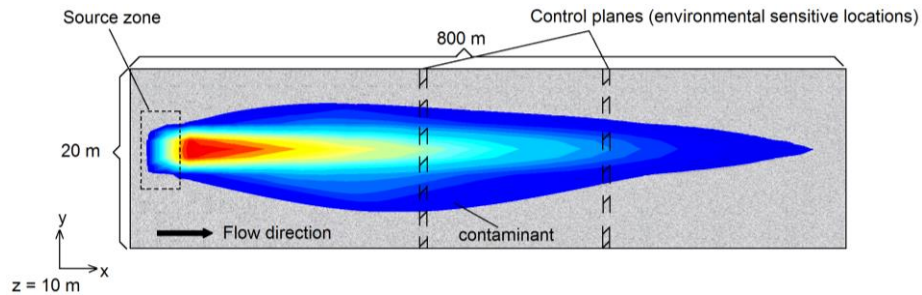 Source zone
Control planes (environmental sensitive locations)
800 m
20 m
y
x
z = 10 m
Flow direction
contaminant